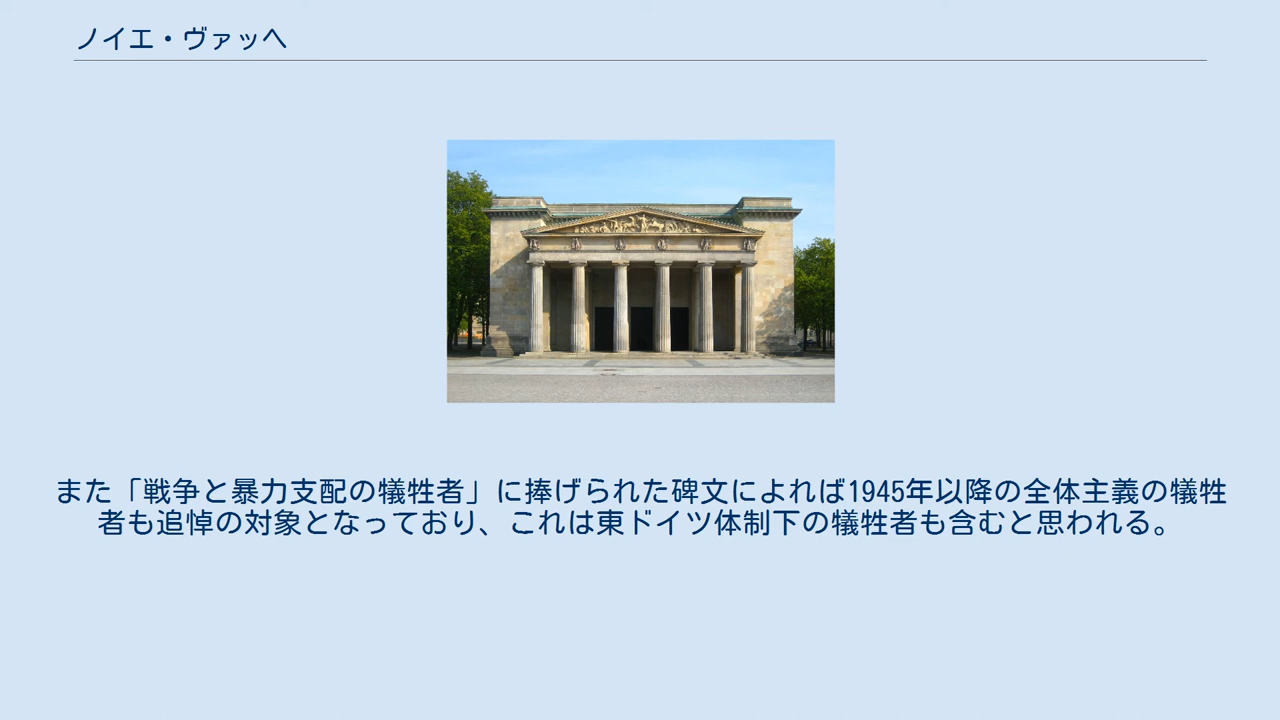 ノイエ・ヴァッヘ
また「戦争と暴力支配の犠牲者」に捧げられた碑文によれば1945年以降の全体主義の犠牲
者も追悼の対象となっており、これは東ドイツ体制下の犠牲者も含むと思われる。